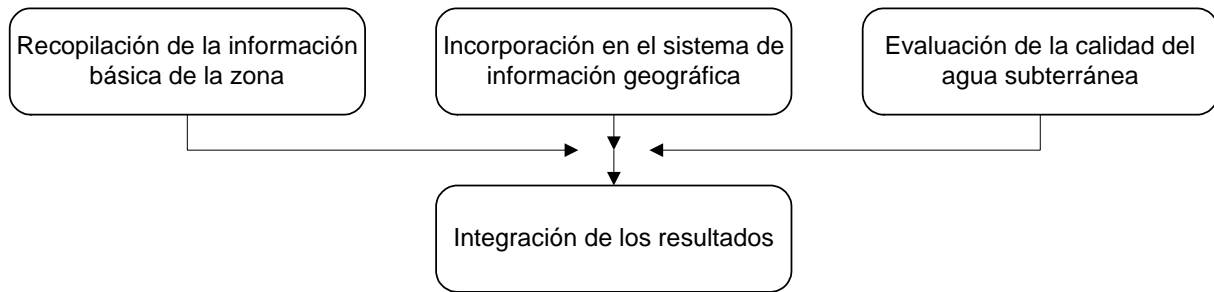 Recopilación de la información
básica de la zona
Incorporación en el sistema de
información geográfica
Evaluación de la calidad del
agua subterránea
Integración de los resultados